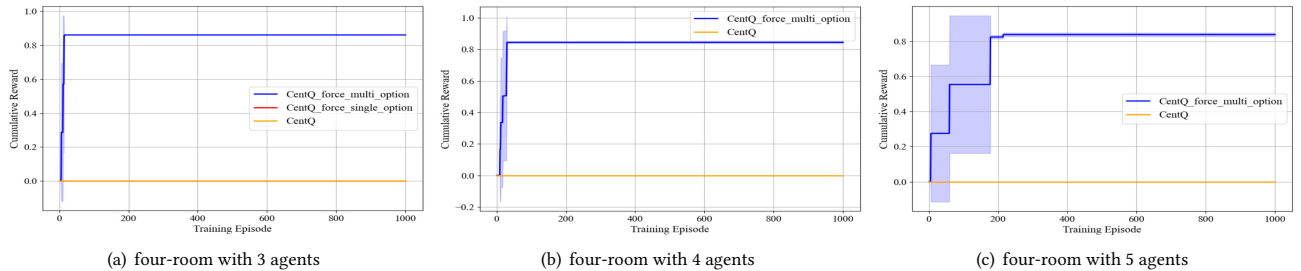 1.0
0.8
0.6
0.4
0.2
0.0
Cumulative Reward
CentQ_force_multi_option
CentQ_force_single_option
CentQ
0
200
400
600
800
1000
Training Episode
(a) four-room with 3 agents
1.0
0.8
0.6
0.4
0.2
0.0
−0.2
Cumulative Reward
CentQ_force_multi_option
CentQ
0
200
400
600
800
1000
Training Episode
(b) four-room with 4 agents
0.8
0.6
0.4
0.2
0.0
Cumulative Reward
CentQ_force_multi_option
CentQ
0
200
400
600
800
1000
Training Episode
(c) four-room with 5 agents